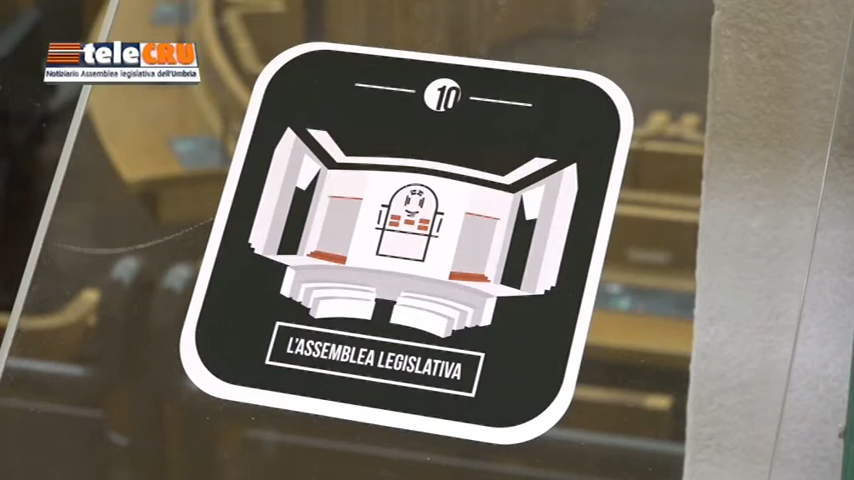 teleCRU
Notiziario Assemblea legislativa dell'Umbria
10
L'ASSEMBLEA LEGISLATIVA